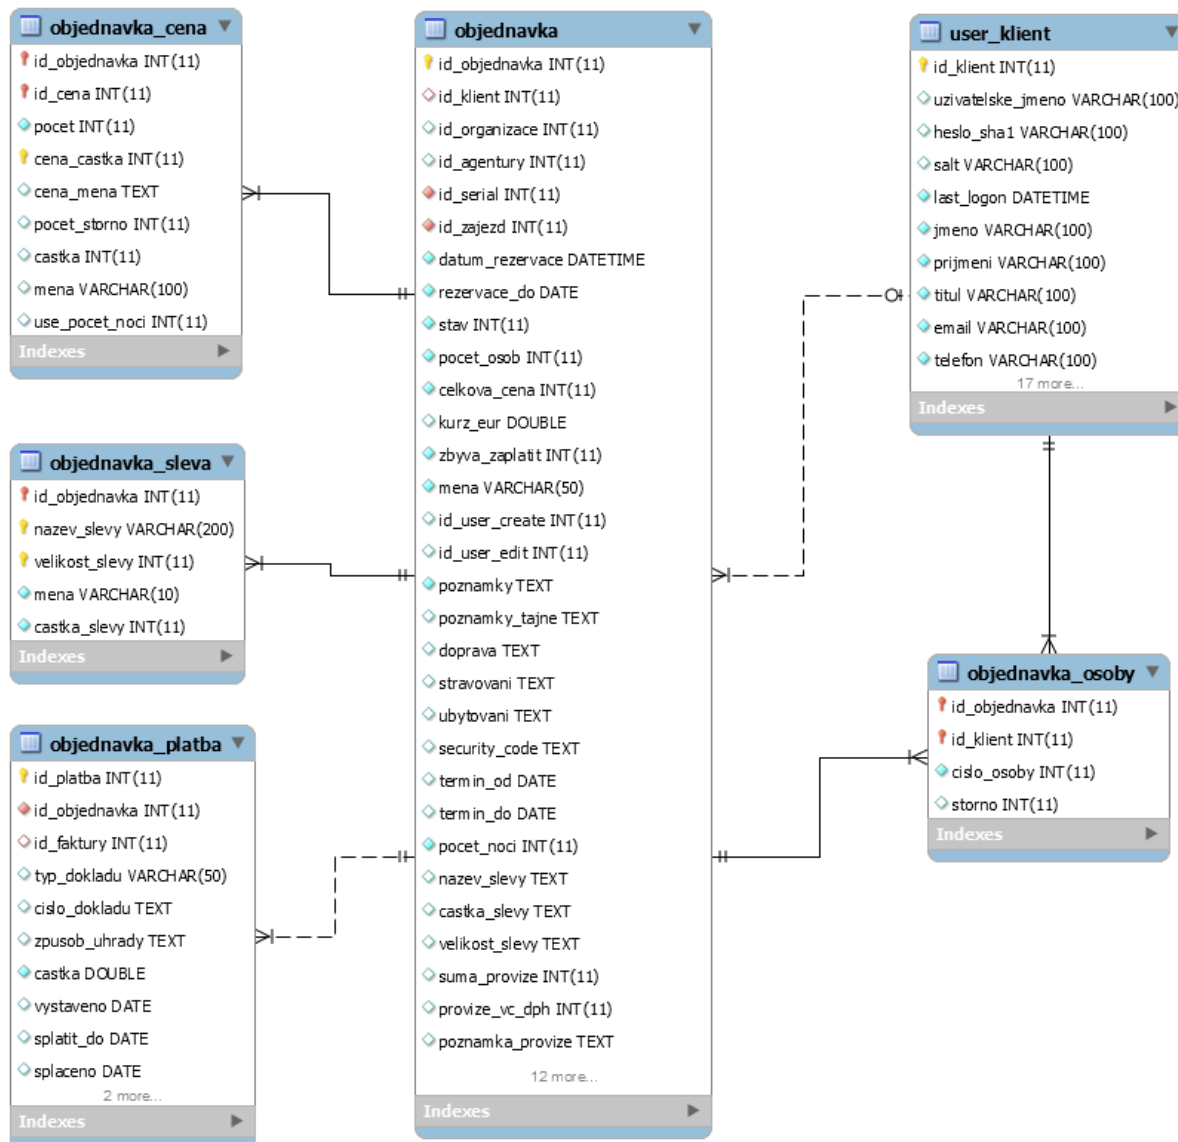 objednavka_cena
id_objednavka INT(11)
id_cena INT(11)
pocet INT(11)
cena_castka INT(11)
cena_mena TEXT
pocet_storno INT(11)
castka INT(11)
mena VARCHAR(100)
use_pocet_noci INT(11)
Indexes
objednavka_sleva
id_objednavka INT(11)
nazev_slevy VARCHAR(200)
velikost_slevy INT(11)
mena VARCHAR(10)
castka_slevy INT(11)
Indexes
objednavka_platba
id_platba INT(11)
id_objednavka INT(11)
id_faktury INT(11)
typ_dokladu VARCHAR(50)
cislo_dokladu TEXT
zpusob_uhrady TEXT
castka DOUBLE
vystaveno DATE
splatit_do DATE
splaceno DATE
2 more...
Indexes
objednavka
id_objednavka INT(11)
id_klient INT(11)
id_organizace INT(11)
id_agentury INT(11)
id_serial INT(11)
id_zajezd INT(11)
datum_rezervace DATETIME
rezervace_do DATE
stav INT(11)
pocet_osob INT(11)
celkova_cena INT(11)
kurz_eur DOUBLE
zbyva_zaplatit INT(11)
mena VARCHAR(50)
id_user_create INT(11)
id_user_edit INT(11)
poznamky TEXT
poznamky_tajne TEXT
doprava TEXT
stravovani TEXT
ubytovani TEXT
security_code TEXT
termin_od DATE
termin_do DATE
pocet_noci INT(11)
nazev_slevy TEXT
castka_slevy TEXT
velikost_slevy TEXT
suma_provize INT(11)
provize_vc_dph INT(11)
poznamka_provize TEXT
12 more...
Indexes
user_klient
id_klient INT(11)
uzivatelske_jmeno VARCHAR(100)
heslo_sha1 VARCHAR(100)
salt VARCHAR(100)
last_logon DATETIME
jmeno VARCHAR(100)
prijmeni VARCHAR(100)
titul VARCHAR(100)
email VARCHAR(100)
telefon VARCHAR(100)
17 more...
Indexes
objednavka_osoby
id_objednavka INT(11)
id_klient INT(11)
cislo_osoby INT(11)
storno INT(11)
Indexes